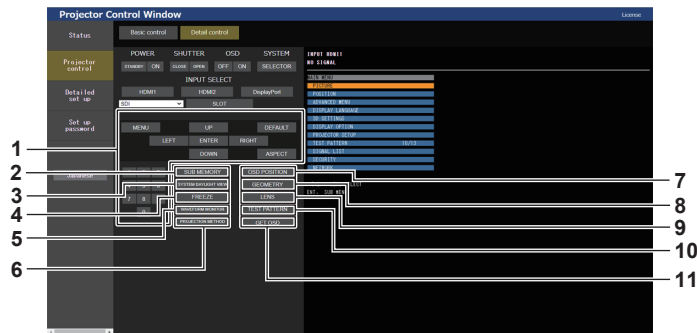 Projector Control Window
License
Status
Projector
control
Detailed
set up
Set up
password
Japanese
Basic control
Detail control
POWER
SHUTTER
OSD
SYSTEM
STANDBY
ON
CLOSE
OPEN
OFF
ON
SELECTOR
INPUT SELECT
HDMI1
HDMI2
DisplayPort
SDI
SLOT
MENU
UP
DEFAULT
LEFT
ENTER
RIGHT
DOWN
ASPECT
SUB MEMORY
OSD POSITION
SYSTEM DAYLIGHT VIEW
GEOMETRY
FREEZE
LENS
WAVEFORM MONITOR
TEST PATTERN
PROJECTION METHOD
GET OSD
7
8
INPUT HDMI1
NO SIGNAL
MAIN MENU
PICTURE
POSITION
ADVANCED MENU
DISPLAY LANGUAGE
3D SETTINGS
DISPLAY OPTION
PROJECTOR SETUP
TEST PATTERN 10/13
SIGNAL LIST
SECURITY
NETWORK
1
2
3
4
5
6
7
8
9
10
11